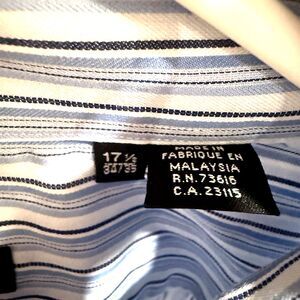 17 ½
34/35
MADE IN
FABRIQUE EN
MALAYSIA
R.N. 73616
C.A. 23115